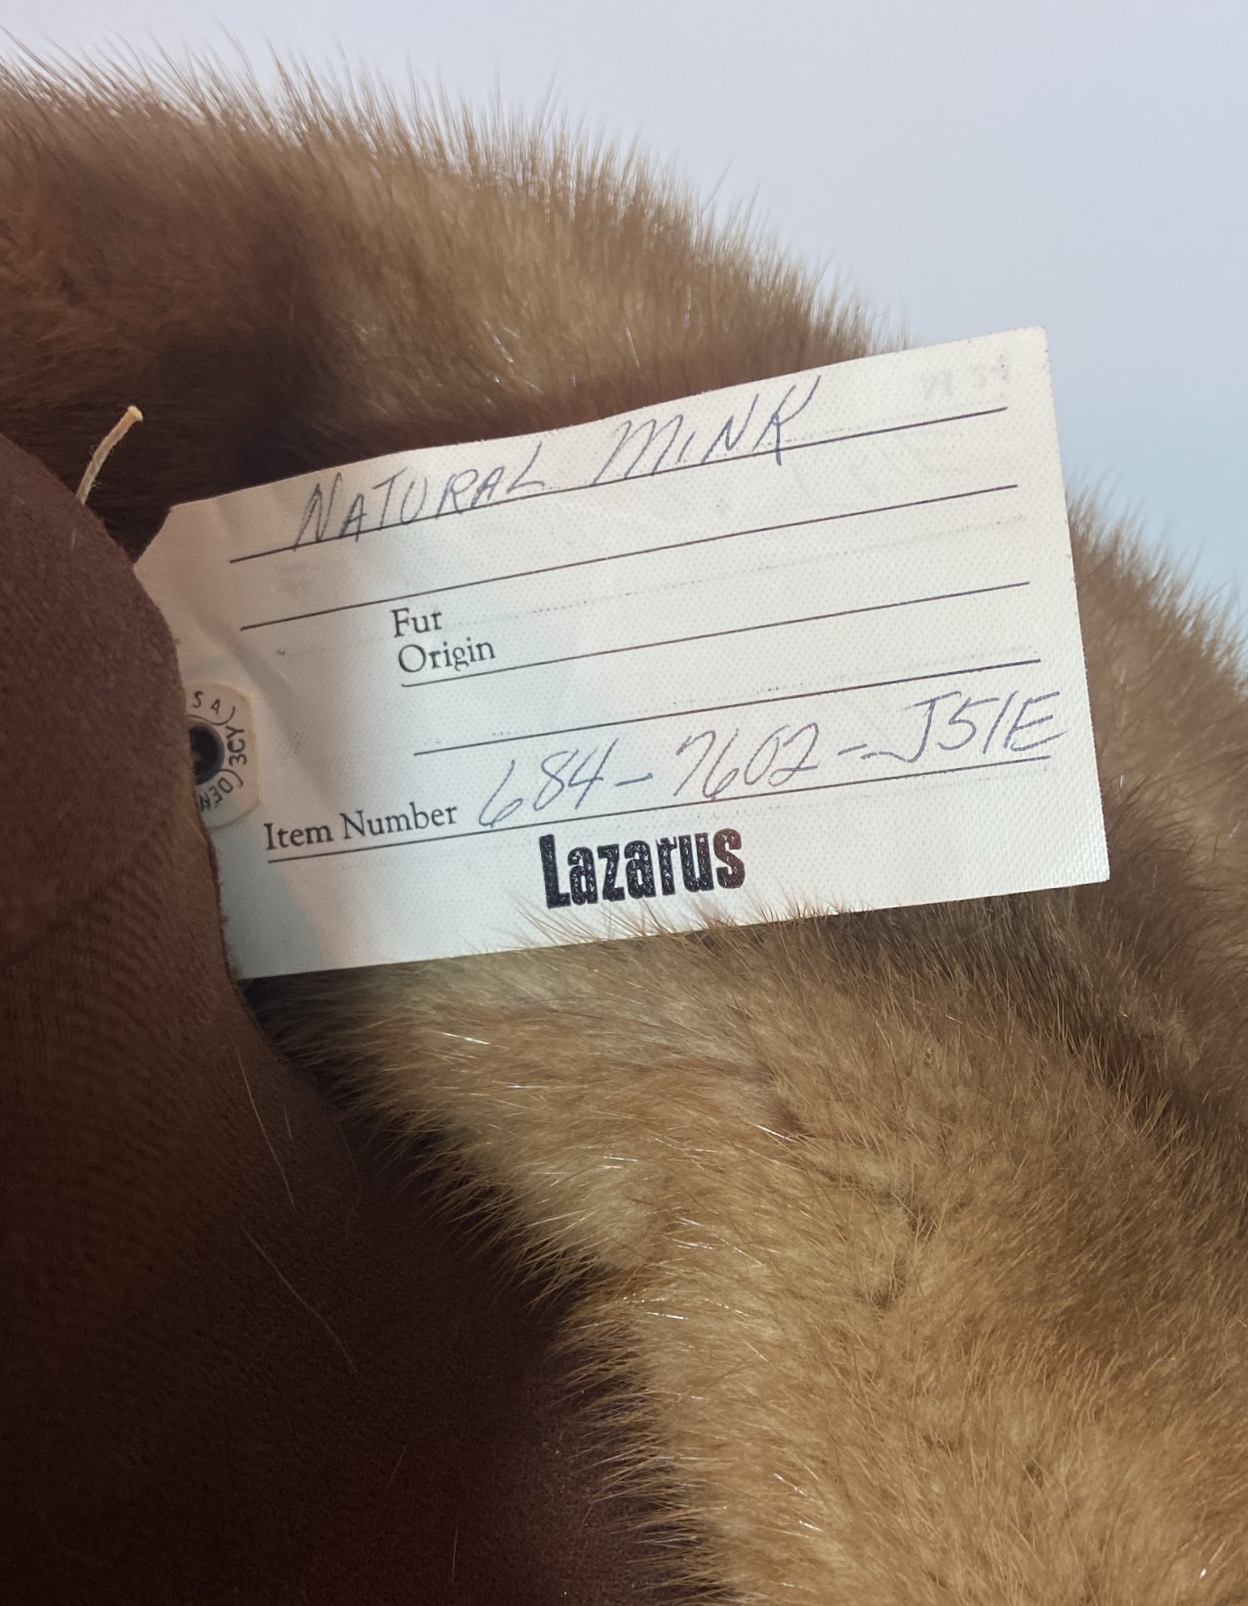 NATURAL MINK
Fur
Origin
Item Number 684-7602-J51E
Lazarus